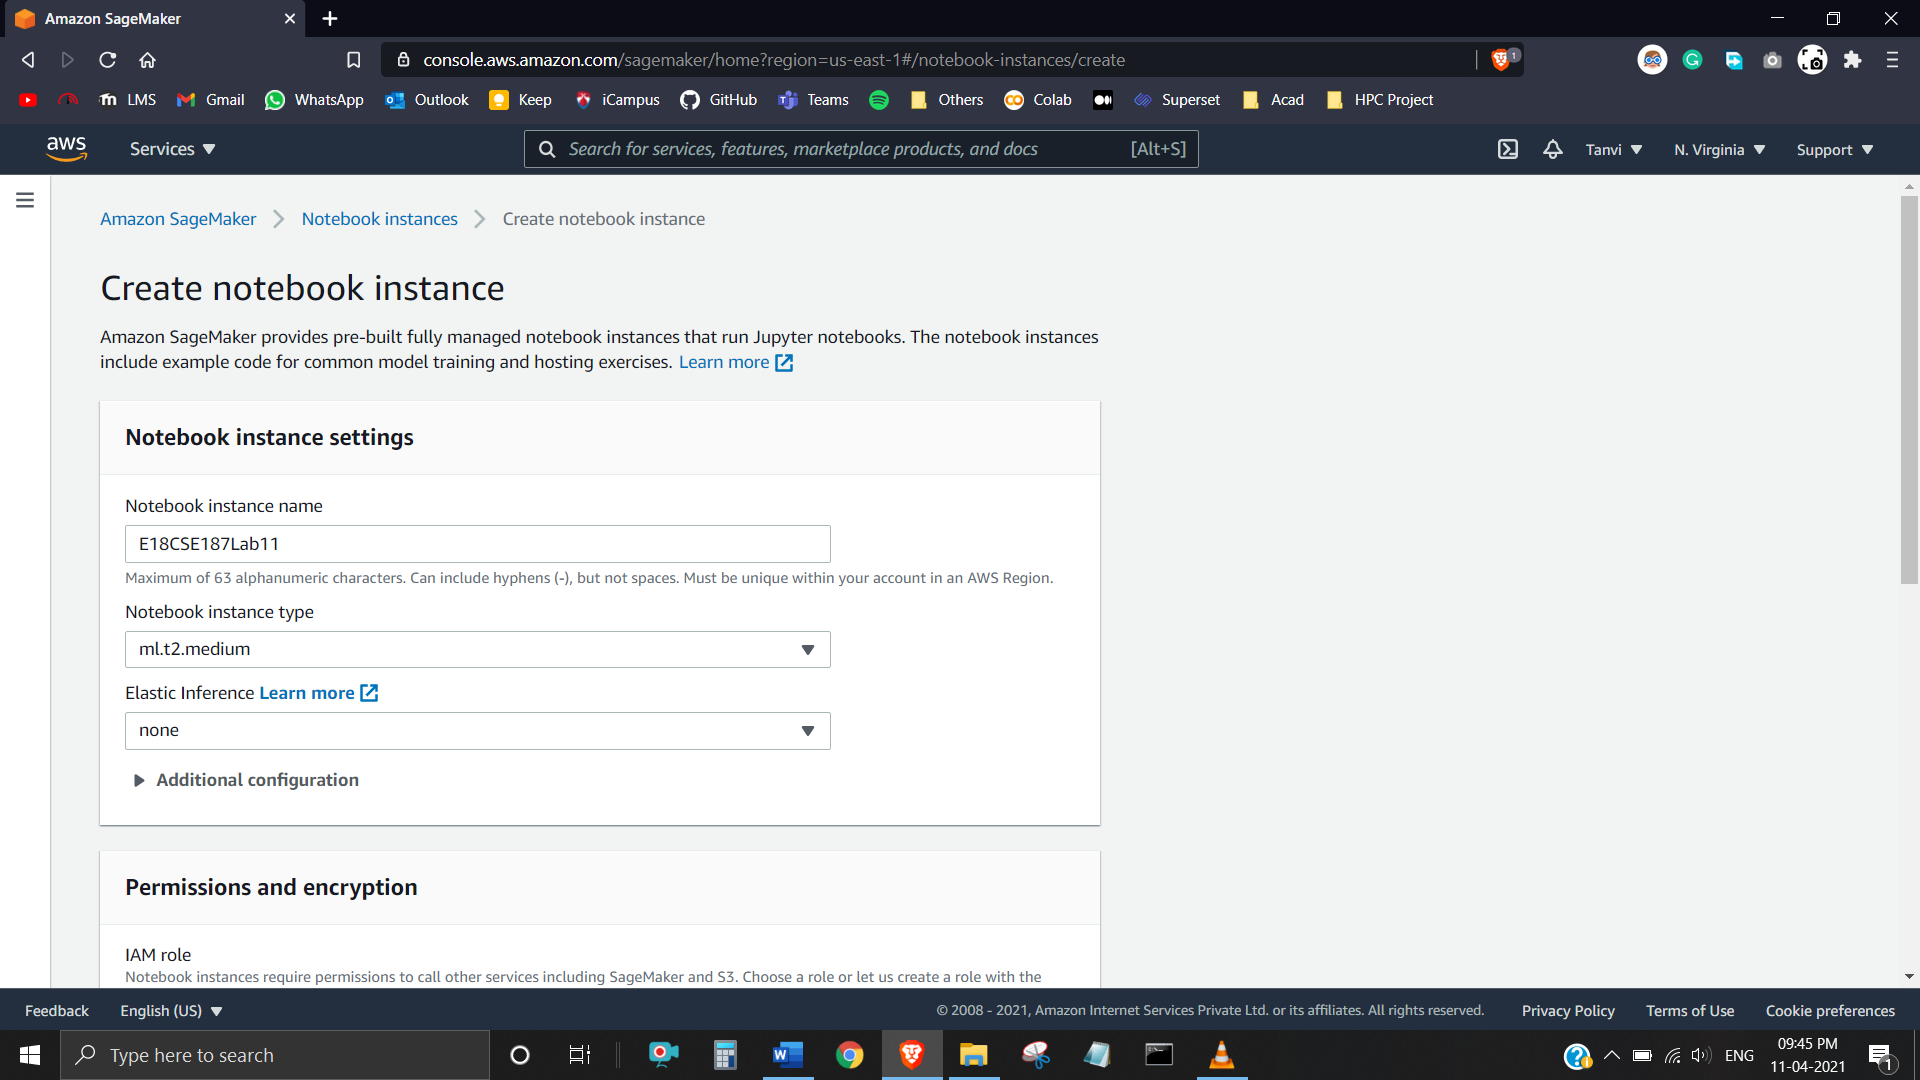 Amazon SageMaker
console.aws.amazon.com/sagemaker/home?region=us-east-1#/notebook-instances/create
1
LMS Gmail WhatsApp Outlook Keep iCampus GitHub Teams Others Colab Superset Acad HPC Project
aws Services Search for services, features, marketplace products, and docs [Alt+S] Tanvi N. Virginia Support
Amazon SageMaker Notebook instances Create notebook instance
Create notebook instance
Amazon SageMaker provides pre-built fully managed notebook instances that run Jupyter notebooks. The notebook instances
include example code for common model training and hosting exercises. Learn more
Notebook instance settings
Notebook instance name
E18CSE187Lab11
Maximum of 63 alphanumeric characters. Can include hyphens (-), but not spaces. Must be unique within your account in an AWS Region.
Notebook instance type
ml.t2.medium
Elastic Inference Learn more
none
Additional configuration
Permissions and encryption
IAM role
Notebook instances require permissions to call other services including SageMaker and S3. Choose a role or let us create a role with the
Feedback English (US) © 2008 - 2021, Amazon Internet Services Private Ltd. or its affiliates. All rights reserved. Privacy Policy Terms of Use Cookie preferences
Type here to search
ENG
09:45 PM
11-04-2021
1